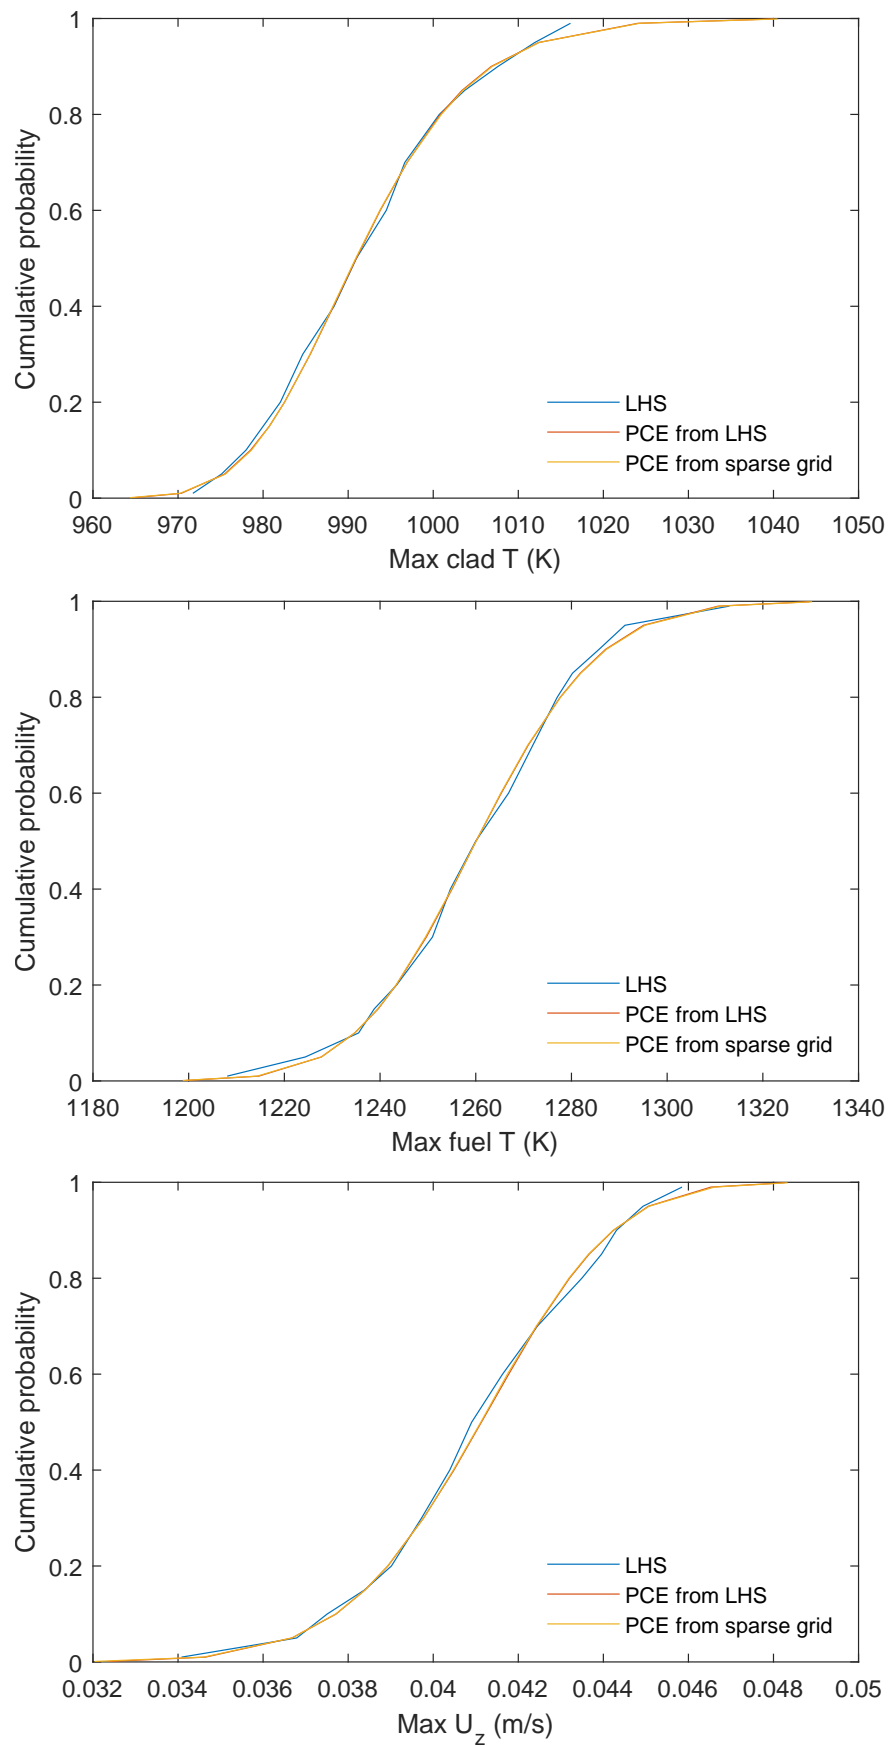 1
0.8
0.6
0.4
0.2
0
Cumulative probability
LHS
PCE from LHS
PCE from sparse grid
960 970 980 990 1000 1010 1020 1030 1040 1050
Max clad T (K)
1
0.8
0.6
0.4
0.2
0
Cumulative probability
LHS
PCE from LHS
PCE from sparse grid
1180 1200 1220 1240 1260 1280 1300 1320 1340
Max fuel T (K)
1
0.8
0.6
0.4
0.2
0
Cumulative probability
LHS
PCE from LHS
PCE from sparse grid
0.032 0.034 0.036 0.038 0.04 0.042 0.044 0.046 0.048 0.05
Max U_z (m/s)